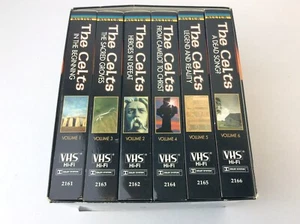 The Celts
IN THE BEGINNING
VOLUME 1
VHS
Hi-Fi
2161
The Celts
THE SACRED GROVES
VOLUME 3
VHS
Hi-Fi
2163
The Celts
HEROES IN DEFEAT
VOLUME 2
VHS
Hi-Fi
2162
The Celts
FROM CAMELOT TO CHRIST
VOLUME 4
VHS
Hi-Fi
2164
The Celts
LEGEND AND REALITY
VOLUME 5
VHS
Hi-Fi
2165
The Celts
A DEAD SONG?
VOLUME 6
VHS
Hi-Fi
2166